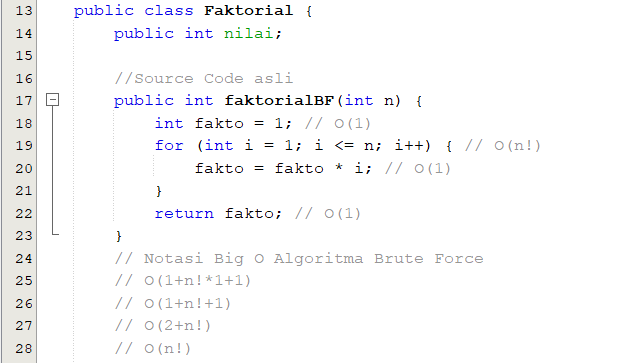 13 public class Faktorial {
14 public int nilai;
15
16 //Source Code asli
17 public int faktorialBF(int n) {
18 int fakto = 1; // O(1)
19 for (int i = 1; i <= n; i++) { // O(n!)
20 fakto = fakto * i; // O(1)
21 }
22 return fakto; // O(1)
23 }
24 // Notasi Big O Algoritma Brute Force
25 // O(1+n!*1+1)
26 // O(1+n!+1)
27 // O(2+n!)
28 // O(n!)